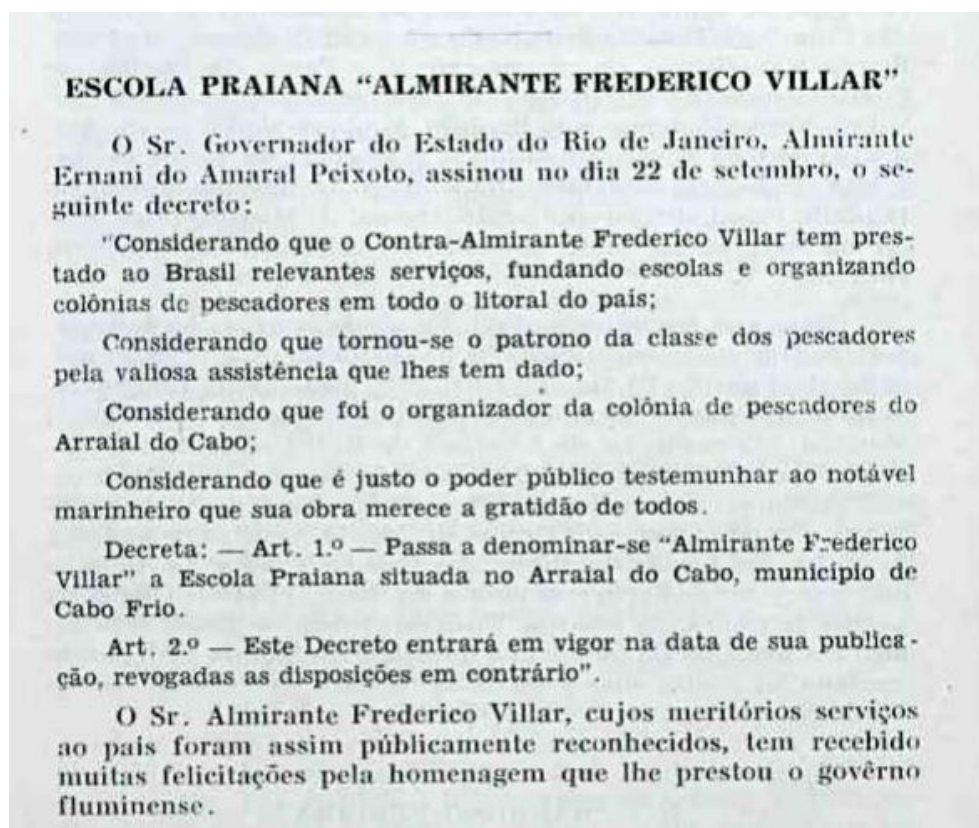 ESCOLA PRAIANA “ALMIRANTE FREDERICO VILLAR”
O Sr. Governador do Estado do Rio de Janeiro, Almirante
Ernani do Amaral Peixoto, assinou no dia 22 de setembro, o se-
guinte decreto:
“Considerando que o Contra-Almirante Frederico Villar tem pres-
tado ao Brasil relevantes serviços, fundando escolas e organizando
colônias de pescadores em todo o litoral do país;
Considerando que tornou-se o patrono da classe dos pescadores
pela valiosa assistência que lhes tem dado;
Considerando que foi o organizador da colônia de pescadores do
Arraial do Cabo;
Considerando que é justo o poder público testemunhar ao notável
marinheiro que sua obra merece a gratidão de todos.
Decreta: — Art. 1.º — Passa a denominar-se “Almirante Frederico
Villar” a Escola Praiana situada no Arraial do Cabo, município de
Cabo Frio.
Art. 2.º — Este Decreto entrará em vigor na data de sua publica-
ção, revogadas as disposições em contrário”.
O Sr. Almirante Frederico Villar, cujos meritórios serviços
ao país foram assim públicamente reconhecidos, tem recebido
muitas felicitações pela homenagem que lhe prestou o govêrno
fluminense.